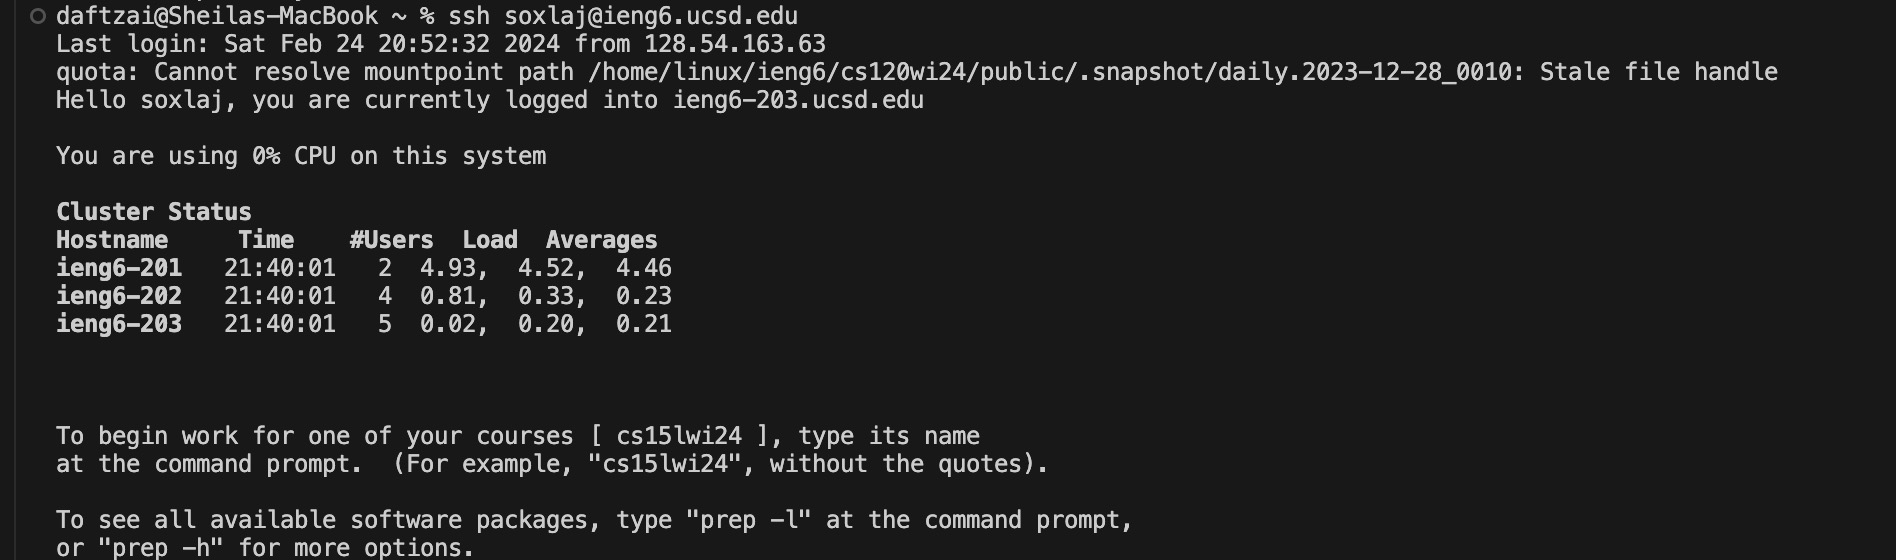 daftzai@Sheilas-MacBook ~ % ssh soxlaj@ieng6.ucsd.edu
Last login: Sat Feb 24 20:52:32 2024 from 128.54.163.63
quota: Cannot resolve mountpoint path /home/linux/ieng6/cs120wi24/public/.snapshot/daily.2023-12-28_0010: Stale file handle
Hello soxlaj, you are currently logged into ieng6-203.ucsd.edu
You are using 0% CPU on this system
Cluster Status
Hostname     Time    #Users  Load  Averages
ieng6-201   21:40:01   2  4.93,  4.52,  4.46
ieng6-202   21:40:01   4  0.81,  0.33,  0.23
ieng6-203   21:40:01   5  0.02,  0.20,  0.21
To begin work for one of your courses [ cs15lwi24 ], type its name
at the command prompt.  (For example, "cs15lwi24", without the quotes).
To see all available software packages, type "prep -l" at the command prompt,
or "prep -h" for more options.